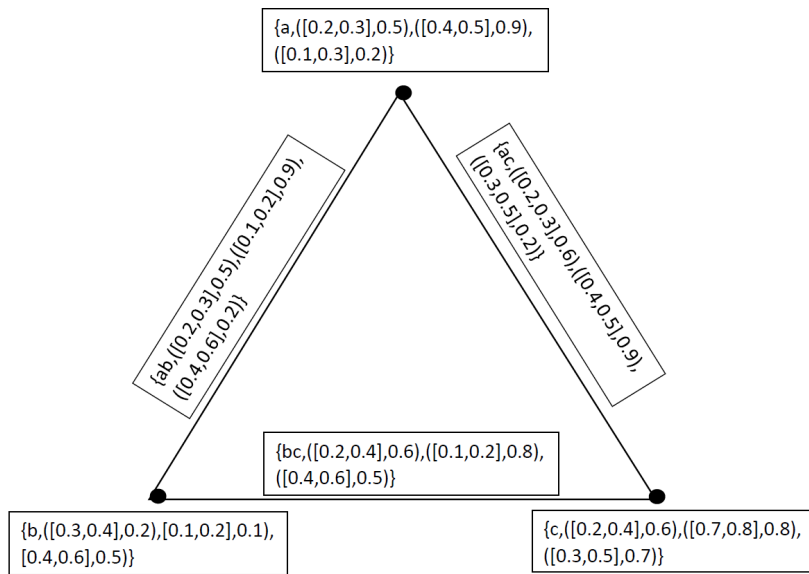 {a,([0.2,0.3],0.5),([0.4,0.5],0.9),
([0.1,0.3],0.2)}
{ab,([0.2,0.3],0.5),([0.1,0.2],0.9),
([0.4,0.6],0.2)}
{ac,([0.2,0.3],0.6),([0.4,0.5],0.9),
([0.3,0.5],0.2)}
{bc,([0.2,0.4],0.6),([0.1,0.2],0.8),
([0.4,0.6],0.5)}
{b,([0.3,0.4],0.2),[0.1,0.2],0.1),
[0.4,0.6],0.5)}
{c,([0.2,0.4],0.6),([0.7,0.8],0.8),
([0.3,0.5],0.7)}